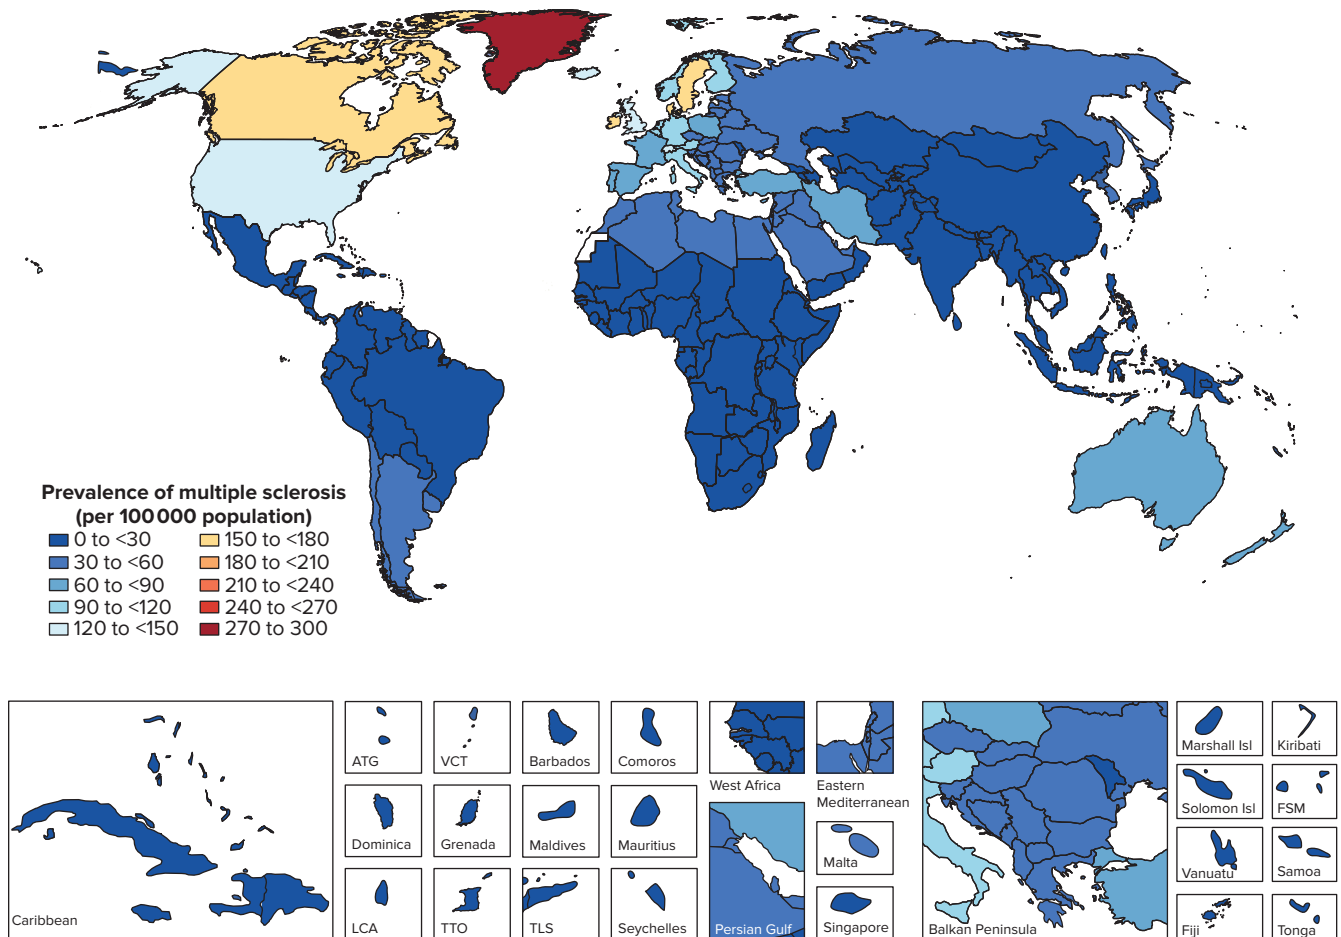 Prevalence of multiple sclerosis
(per 100 000 population)
0 to <30
30 to <60
60 to <90
90 to <120
120 to <150
150 to <180
180 to <210
210 to <240
240 to <270
270 to 300
Caribbean
ATG
VCT
Barbados
Comoros
Dominica
Grenada
Maldives
Mauritius
LCA
TTO
TLS
Seychelles
West Africa
Eastern
Mediterranean
Persian Gulf
Malta
Singapore
Balkan Peninsula
Marshall Isl
Kiribati
Solomon Isl
FSM
Vanuatu
Samoa
Fiji
Tonga